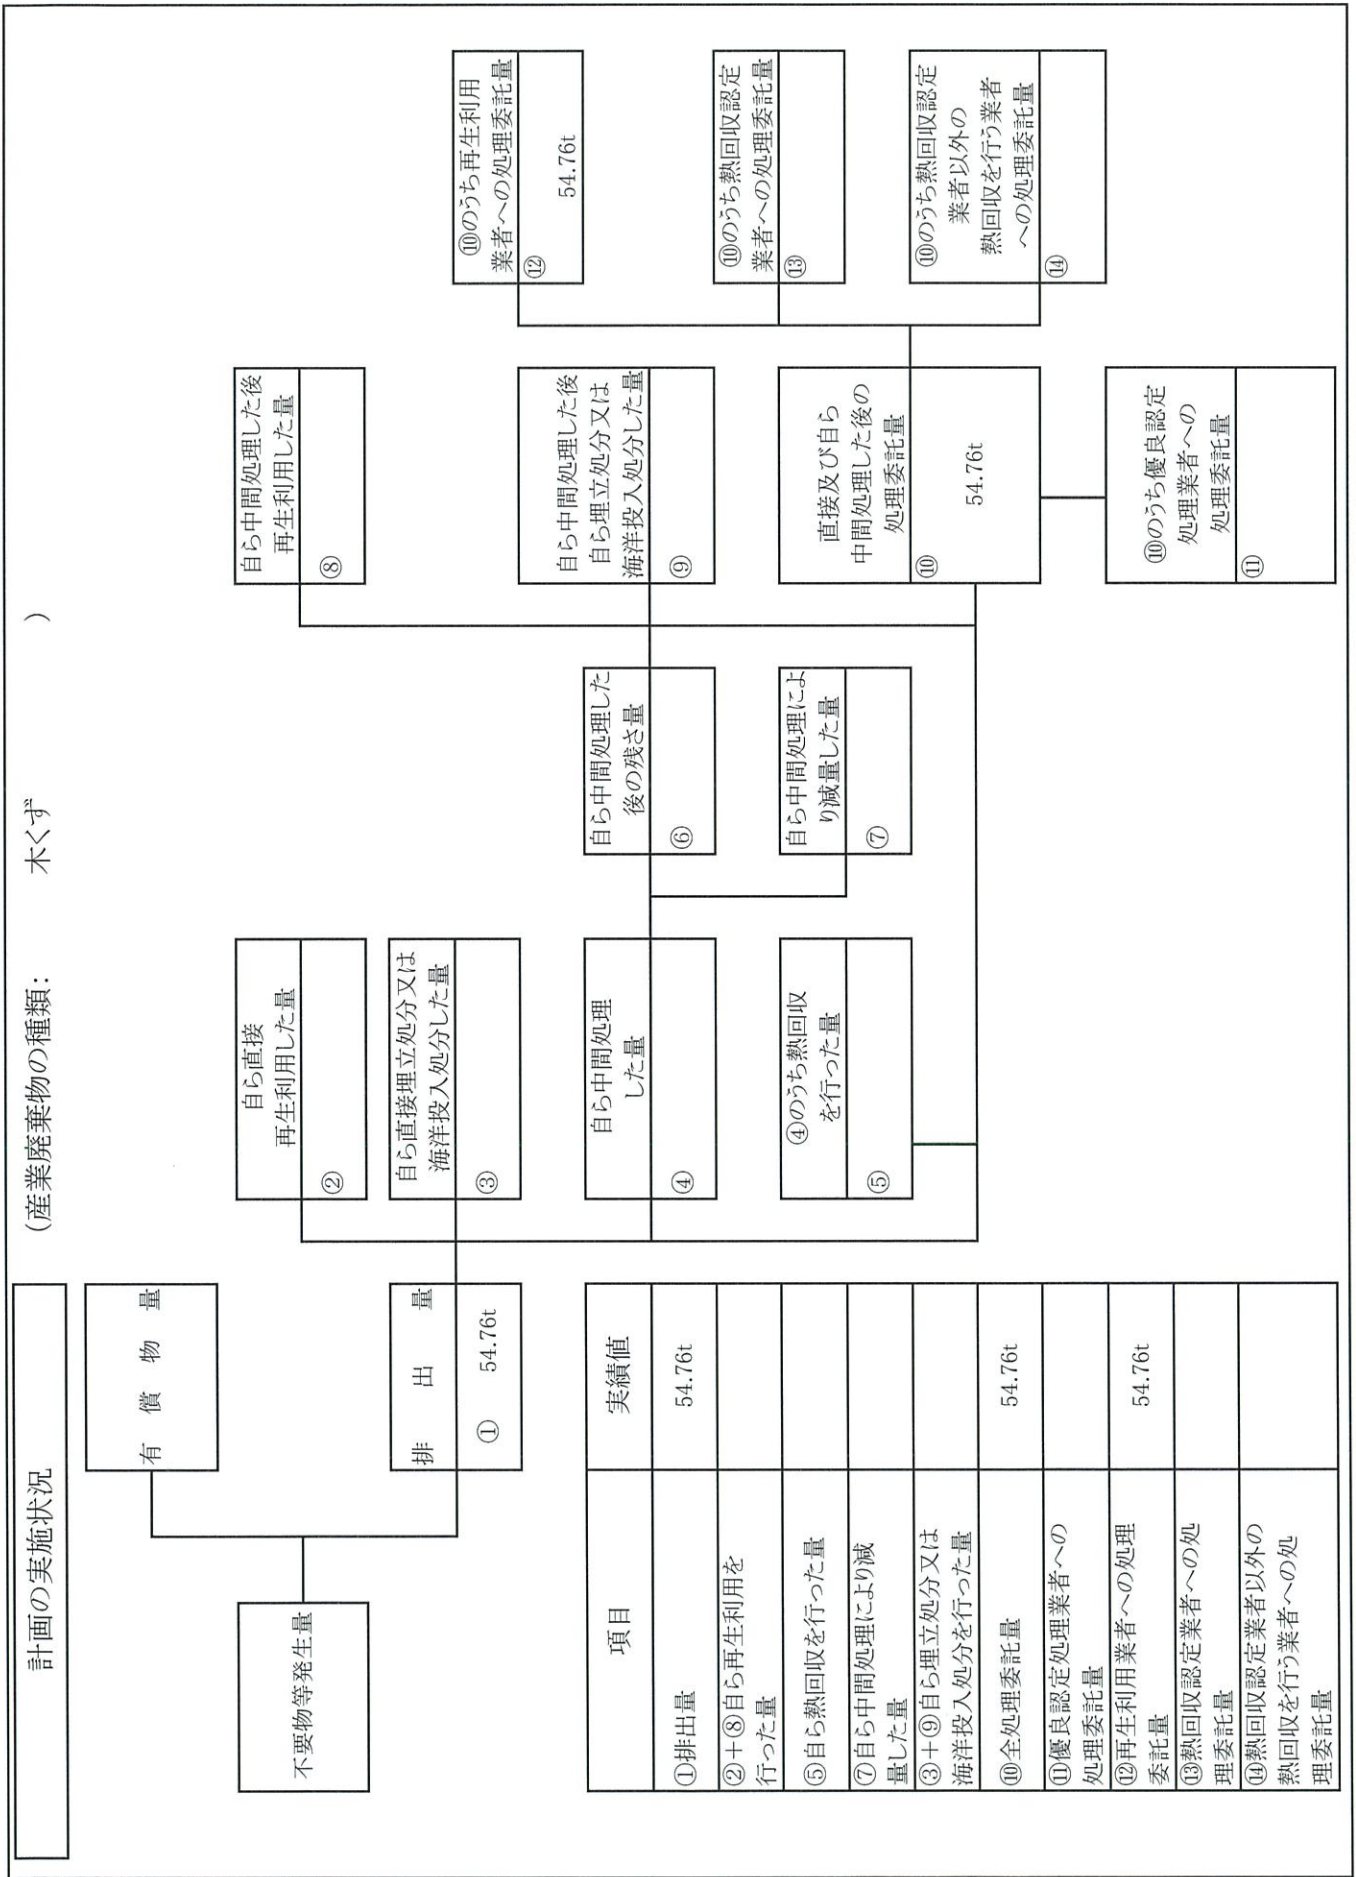 計画の実施状況
(産業廃棄物の種類: 木くず )
不要物等発生量
有償物量
排出量
① 54.76t
自ら直接
再生利用した量
②
自ら直接埋立処分又は
海洋投入処分した量
③
自ら中間処理
した量
④
④のうち熱回収
を行った量
⑤
自ら中間処理した
後の残さ量
⑥
自ら中間処理によ
り減量した量
⑦
自ら中間処理した後
再生利用した量
⑧
自ら中間処理した後
自ら埋立処分又は
海洋投入処分した量
⑨
直接及び自ら
中間処理した後の
処理委託量
⑩
54.76t
⑩のうち優良認定
処理業者への
処理委託量
⑪
⑩のうち再生利用
業者への処理委託量
⑫
54.76t
⑩のうち熱回収認定
業者への処理委託量
⑬
⑩のうち熱回収認定
業者以外の
熱回収を行う業者
への処理委託量
⑭
項目 実績値
①排出量 54.76t
②+⑧自ら再生利用を
行った量
⑤自ら熱回収を行った量
⑦自ら中間処理により減
量した量
③+⑨自ら埋立処分又は
海洋投入処分を行った量
⑩全処理委託量 54.76t
⑪優良認定処理業者への
処理委託量
⑫再生利用業者への処理
委託量 54.76t
⑬熱回収認定業者への処
理委託量
⑭熱回収認定業者以外の
熱回収を行う業者への処
理委託量